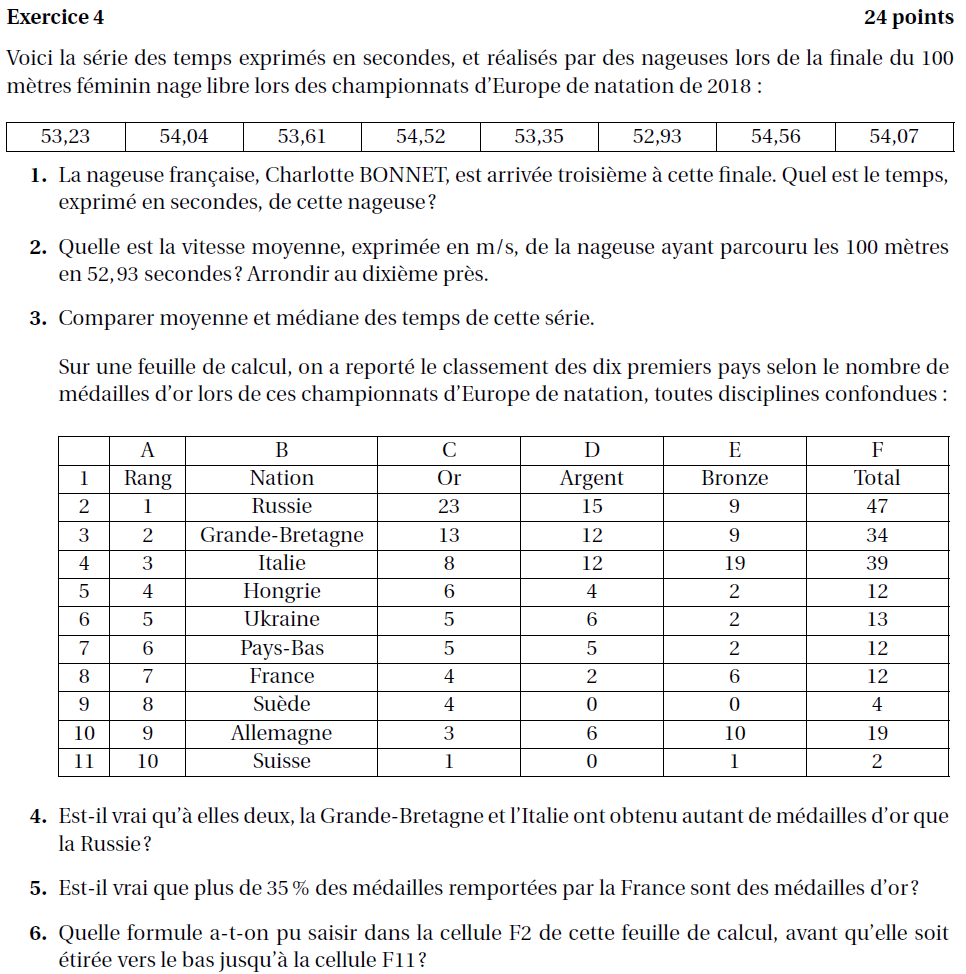 Exercice 4 24 points
Voici la série des temps exprimés en secondes, et réalisés par des nageuses lors de la finale du 100
mètres féminin nage libre lors des championnats d’Europe de natation de 2018 :
53,23 54,04 53,61 54,52 53,35 52,93 54,56 54,07
1. La nageuse française, Charlotte BONNET, est arrivée troisième à cette finale. Quel est le temps,
exprimé en secondes, de cette nageuse?
2. Quelle est la vitesse moyenne, exprimée en m/s, de la nageuse ayant parcouru les 100 mètres
en 52,93 secondes? Arrondir au dixième près.
3. Comparer moyenne et médiane des temps de cette série.
Sur une feuille de calcul, on a reporté le classement des dix premiers pays selon le nombre de
médailles d’or lors de ces championnats d’Europe de natation, toutes disciplines confondues :
A B C D E F
1 Rang Nation Or Argent Bronze Total
2 1 Russie 23 15 9 47
3 2 Grande-Bretagne 13 12 9 34
4 3 Italie 8 12 19 39
5 4 Hongrie 6 4 2 12
6 5 Ukraine 5 6 2 13
7 6 Pays-Bas 5 5 2 12
8 7 France 4 2 6 12
9 8 Suède 4 0 0 4
10 9 Allemagne 3 6 10 19
11 10 Suisse 1 0 1 2
4. Est-il vrai qu’à elles deux, la Grande-Bretagne et l’Italie ont obtenu autant de médailles d’or que
la Russie?
5. Est-il vrai que plus de 35 % des médailles remportées par la France sont des médailles d’or?
6. Quelle formule a-t-on pu saisir dans la cellule F2 de cette feuille de calcul, avant qu’elle soit
étirée vers le bas jusqu’à la cellule F11?